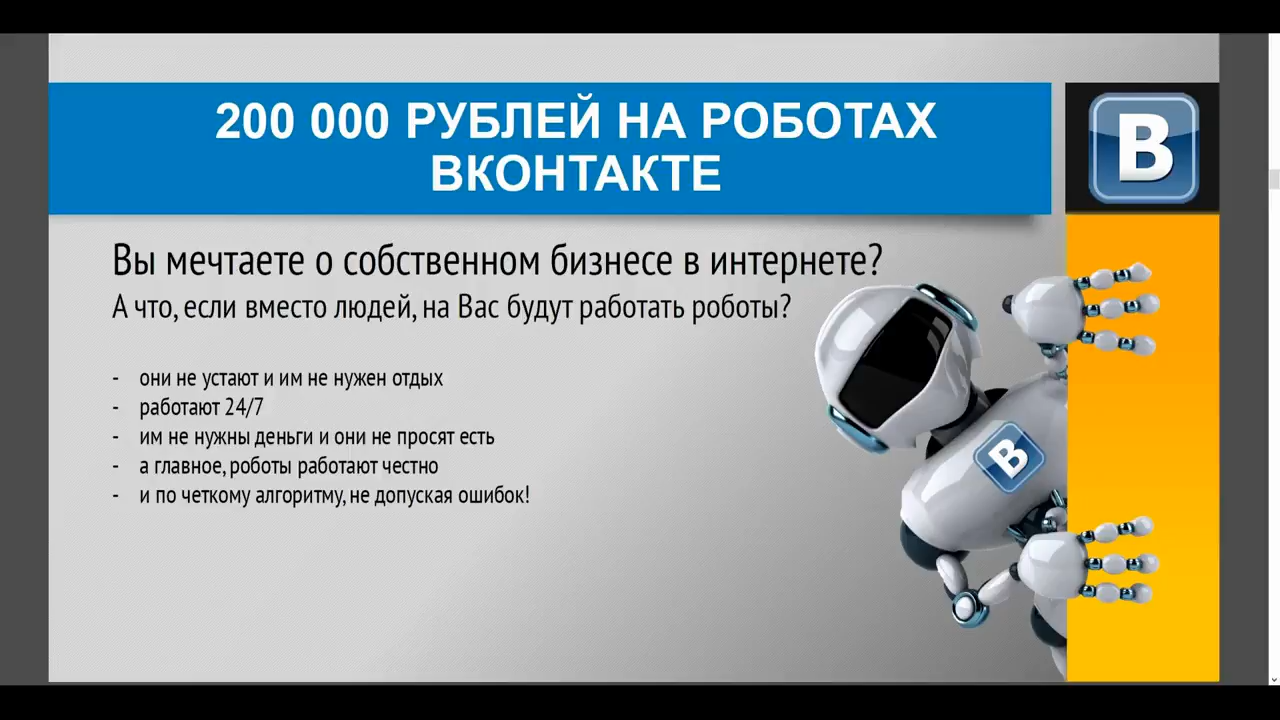 200 000 РУБЛЕЙ НА РОБОТАХ
ВКОНТАКТЕ
В
Вы мечтаете о собственном бизнесе в интернете?
А что, если вместо людей, на Вас будут работать роботы?
- они не устают и им не нужен отдых
- работают 24/7
- им не нужны деньги и они не просят есть
- а главное, роботы работают честно
- и по четкому алгоритму, не допуская ошибок!
В